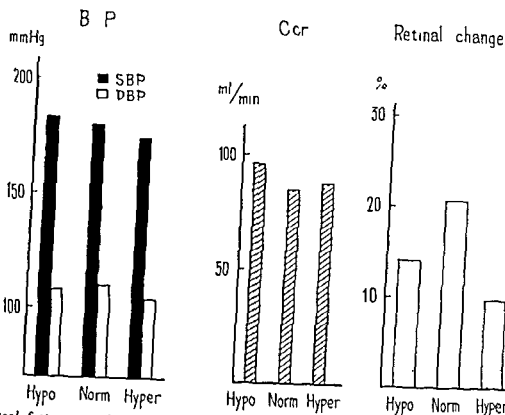 B P
mmHg
200
150
100
SBP
DBP
Hypo Norm Hyper
Ccr
ml/min
100
50
Hypo Norm Hyper
Retinal change
%
30
20
10
Hypo Norm Hyper